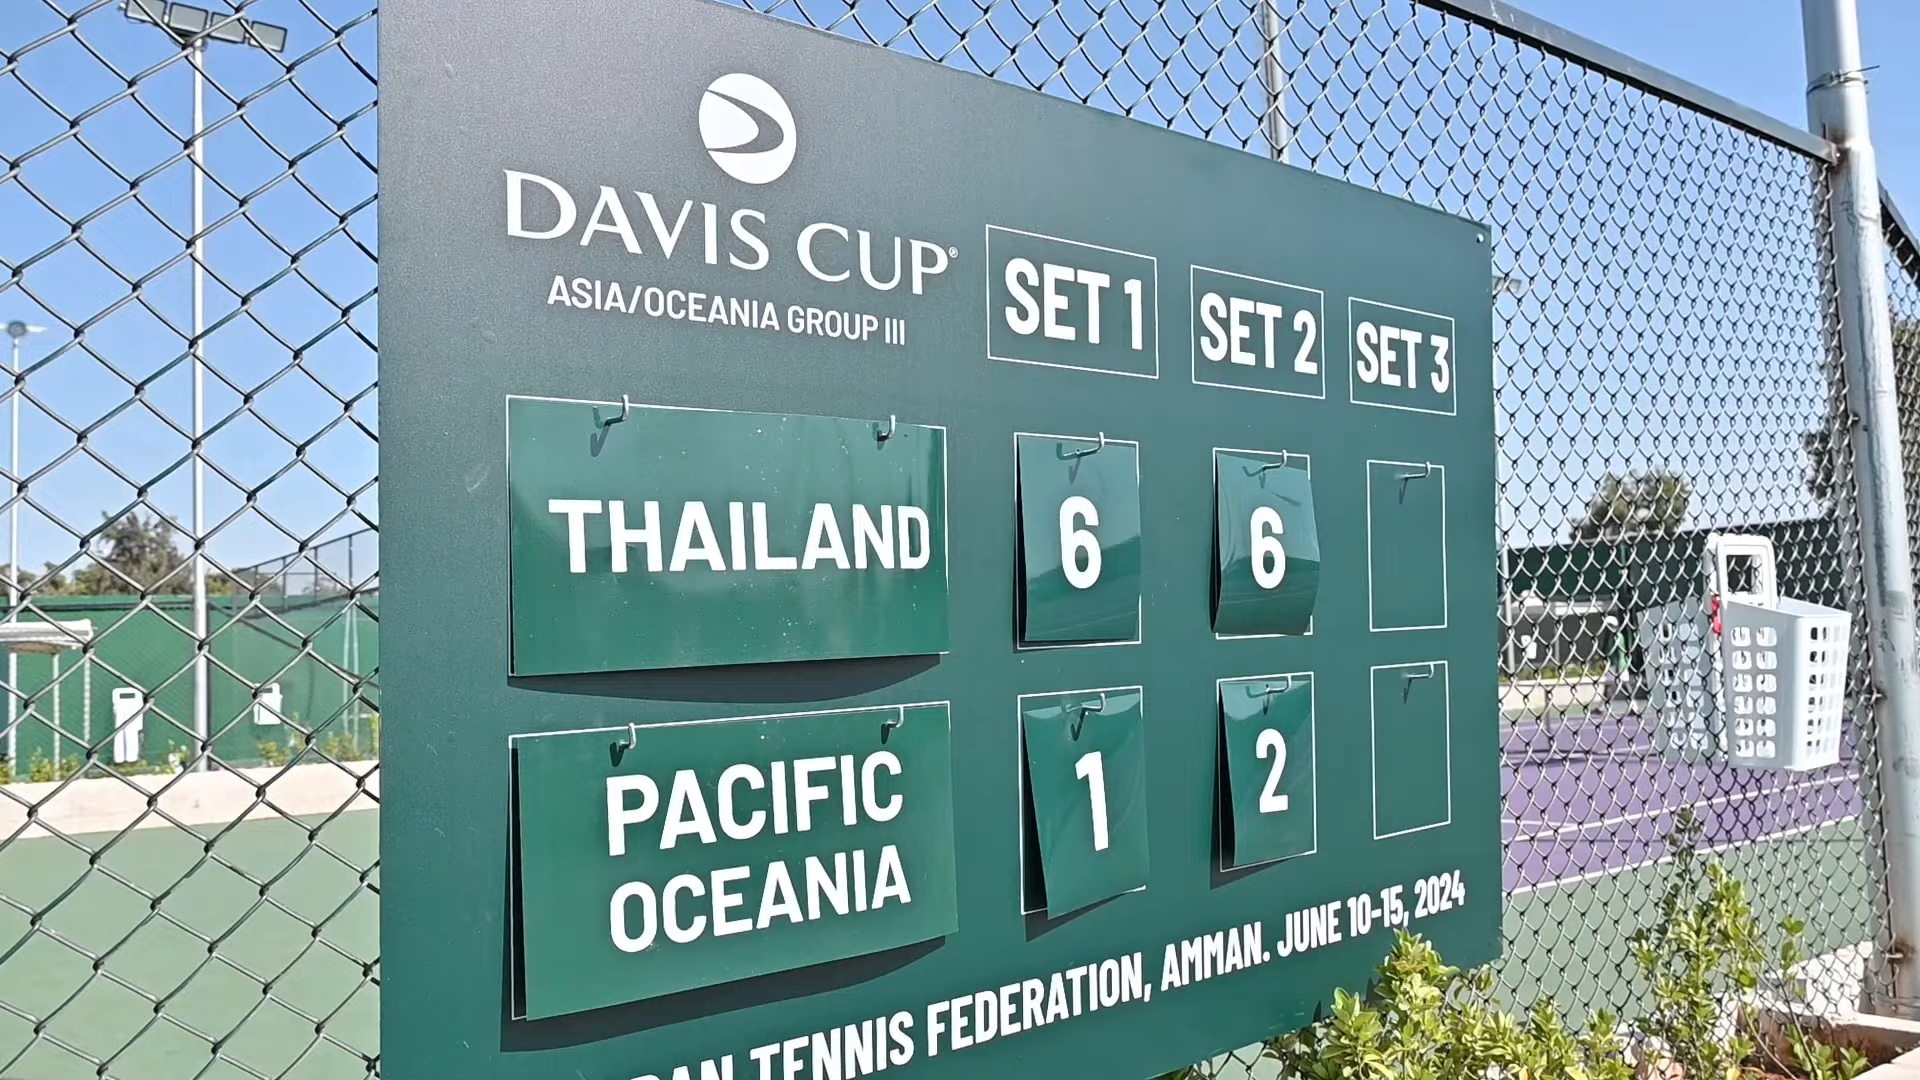 DAVIS CUP®
ASIA/OCEANIA GROUP III
SET 1 SET 2 SET 3
THAILAND 6 6
PACIFIC
OCEANIA 1 2
TENNIS FEDERATION, AMMAN. JUNE 10-15, 2024